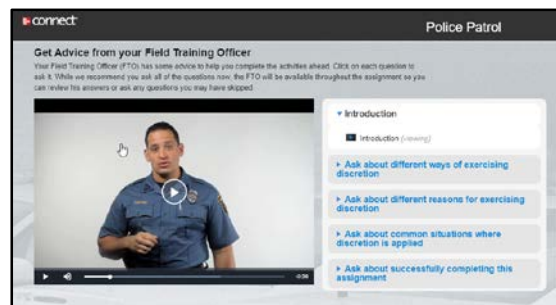 connect
Police Patrol
Get Advice from your Field Training Officer
Your Field Training Officer (FTO) has some advice to help you complete the activities ahead. Click on each question to
ask it. While we recommend you ask all of the questions now, the FTO will be available throughout the assignment so you
can review his answers or ask any questions you may have skipped.
Introduction
Introduction (viewing)
Ask about different ways of exercising
discretion
Ask about different reasons for exercising
discretion
Ask about common situations where
discretion is applied
Ask about successfully completing this
assignment